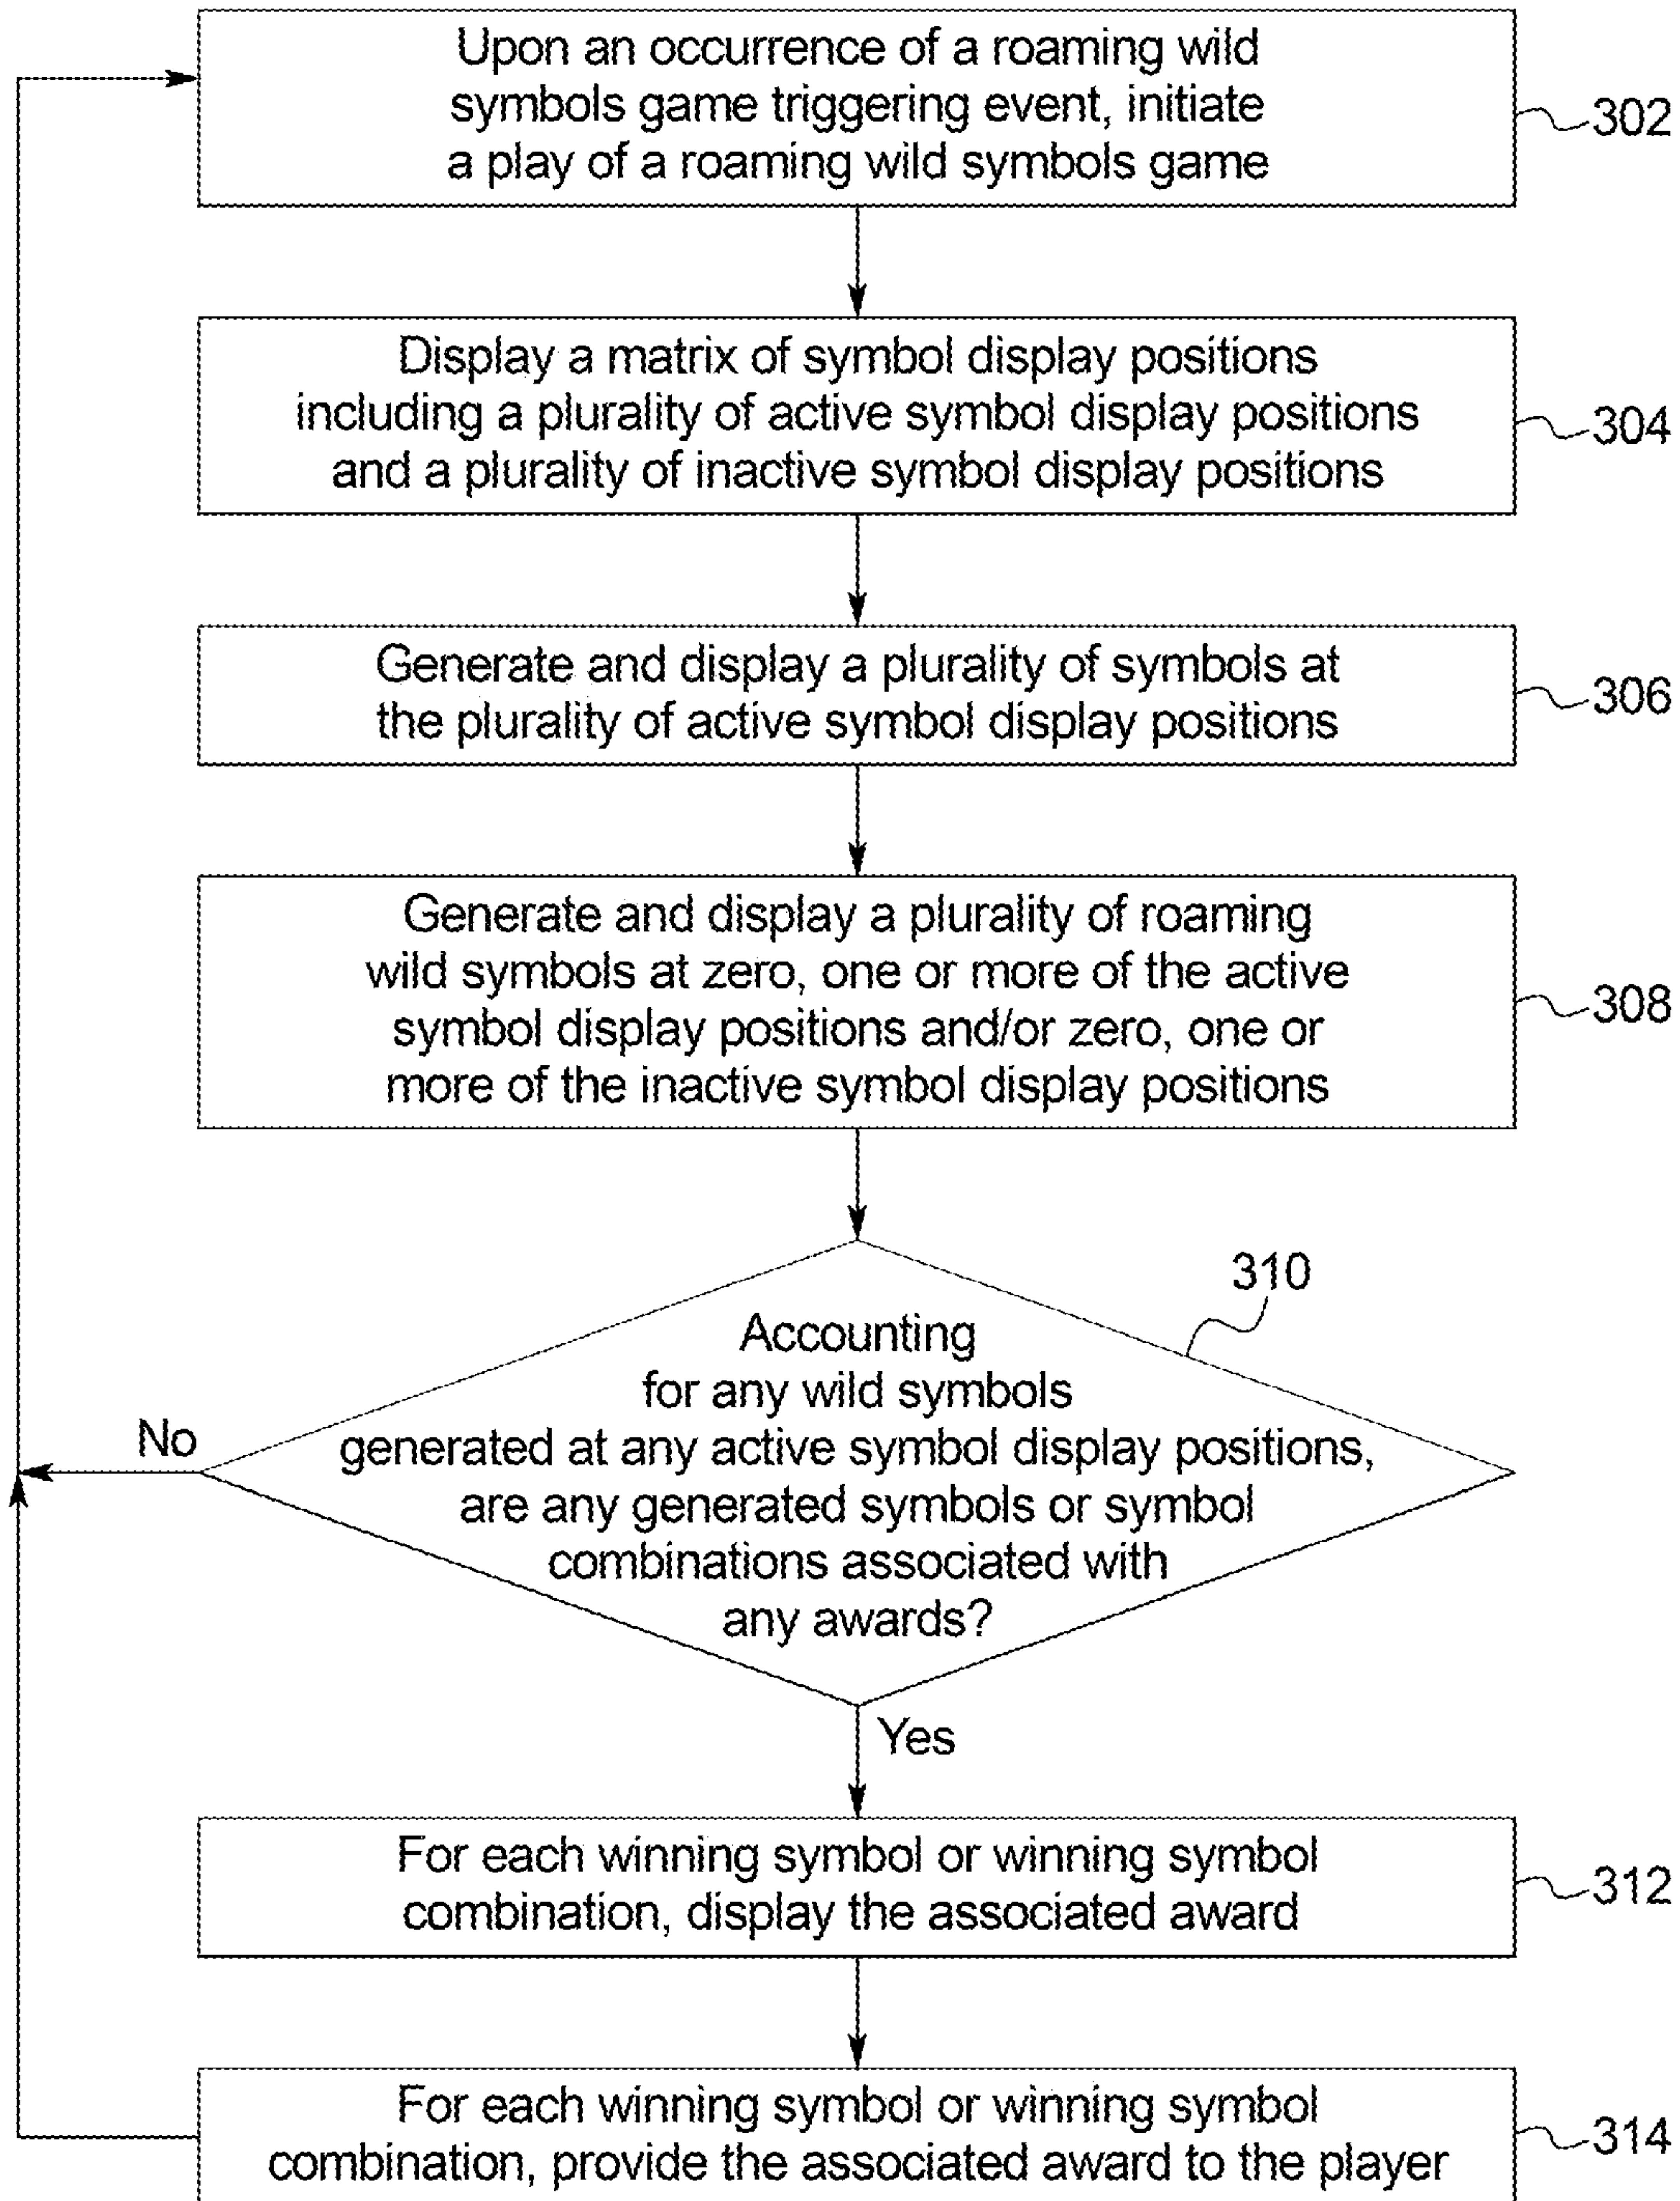 Upon an occurrence of a roaming wild
symbols game triggering event, initiate
a play of a roaming wild symbols game
302
Display a matrix of symbol display positions
including a plurality of active symbol display positions
and a plurality of inactive symbol display positions
304
Generate and display a plurality of symbols at
the plurality of active symbol display positions
306
Generate and display a plurality of roaming
wild symbols at zero, one or more of the active
symbol display positions and/or zero, one or
more of the inactive symbol display positions
308
310
Accounting
for any wild symbols
generated at any active symbol display positions,
are any generated symbols or symbol
combinations associated with
any awards?
No
Yes
For each winning symbol or winning symbol
combination, display the associated award
312
For each winning symbol or winning symbol
combination, provide the associated award to the player
314